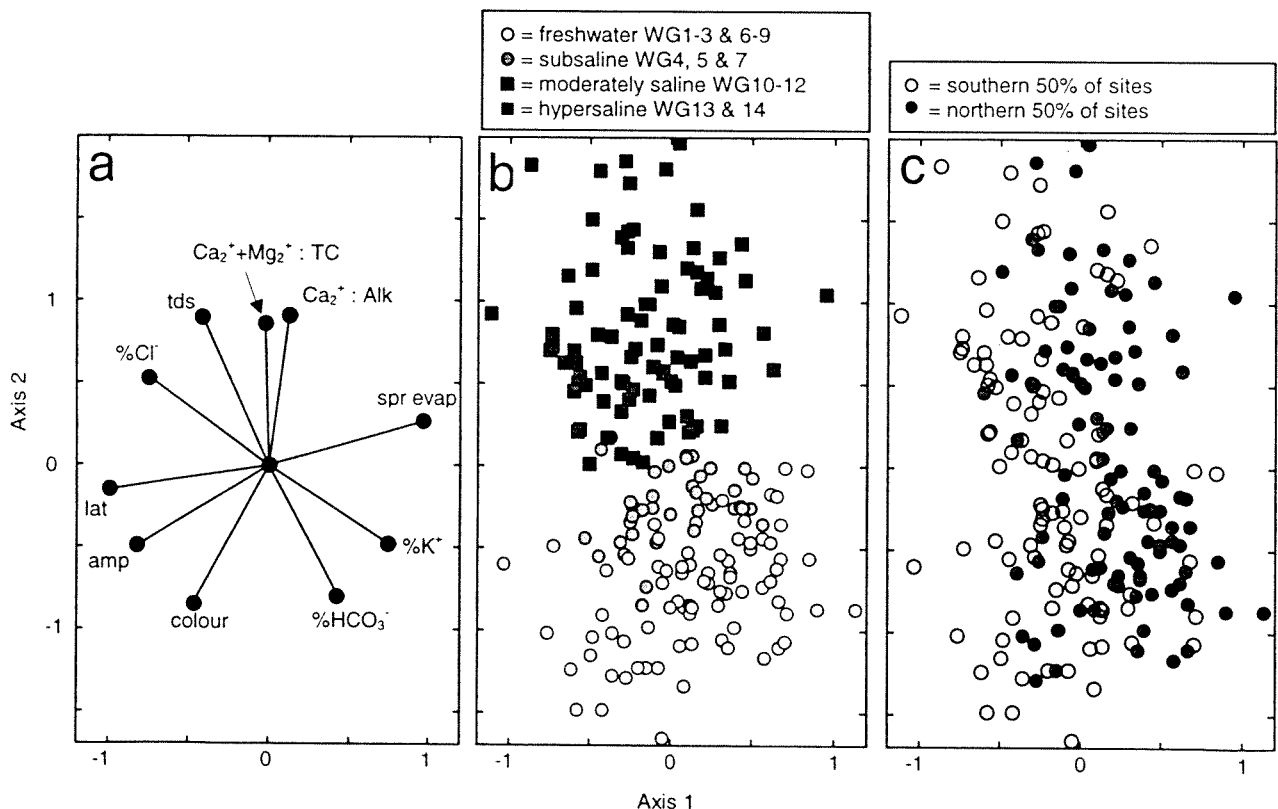 ○ = freshwater WG1-3 & 6-9
● = subsaline WG4, 5 & 7
■ = moderately saline WG10-12
■ = hypersaline WG13 & 14
○ = southern 50% of sites
● = northern 50% of sites
a
b
c
Ca₂⁺+Mg₂⁺ : TC
tds
Ca₂⁺ : Alk
%Cl⁻
spr evap
lat
amp
%K⁺
colour
%HCO₃⁻
Axis 2
1
0
-1
-1 0 1
-1 0 1
-1 0 1
Axis 1